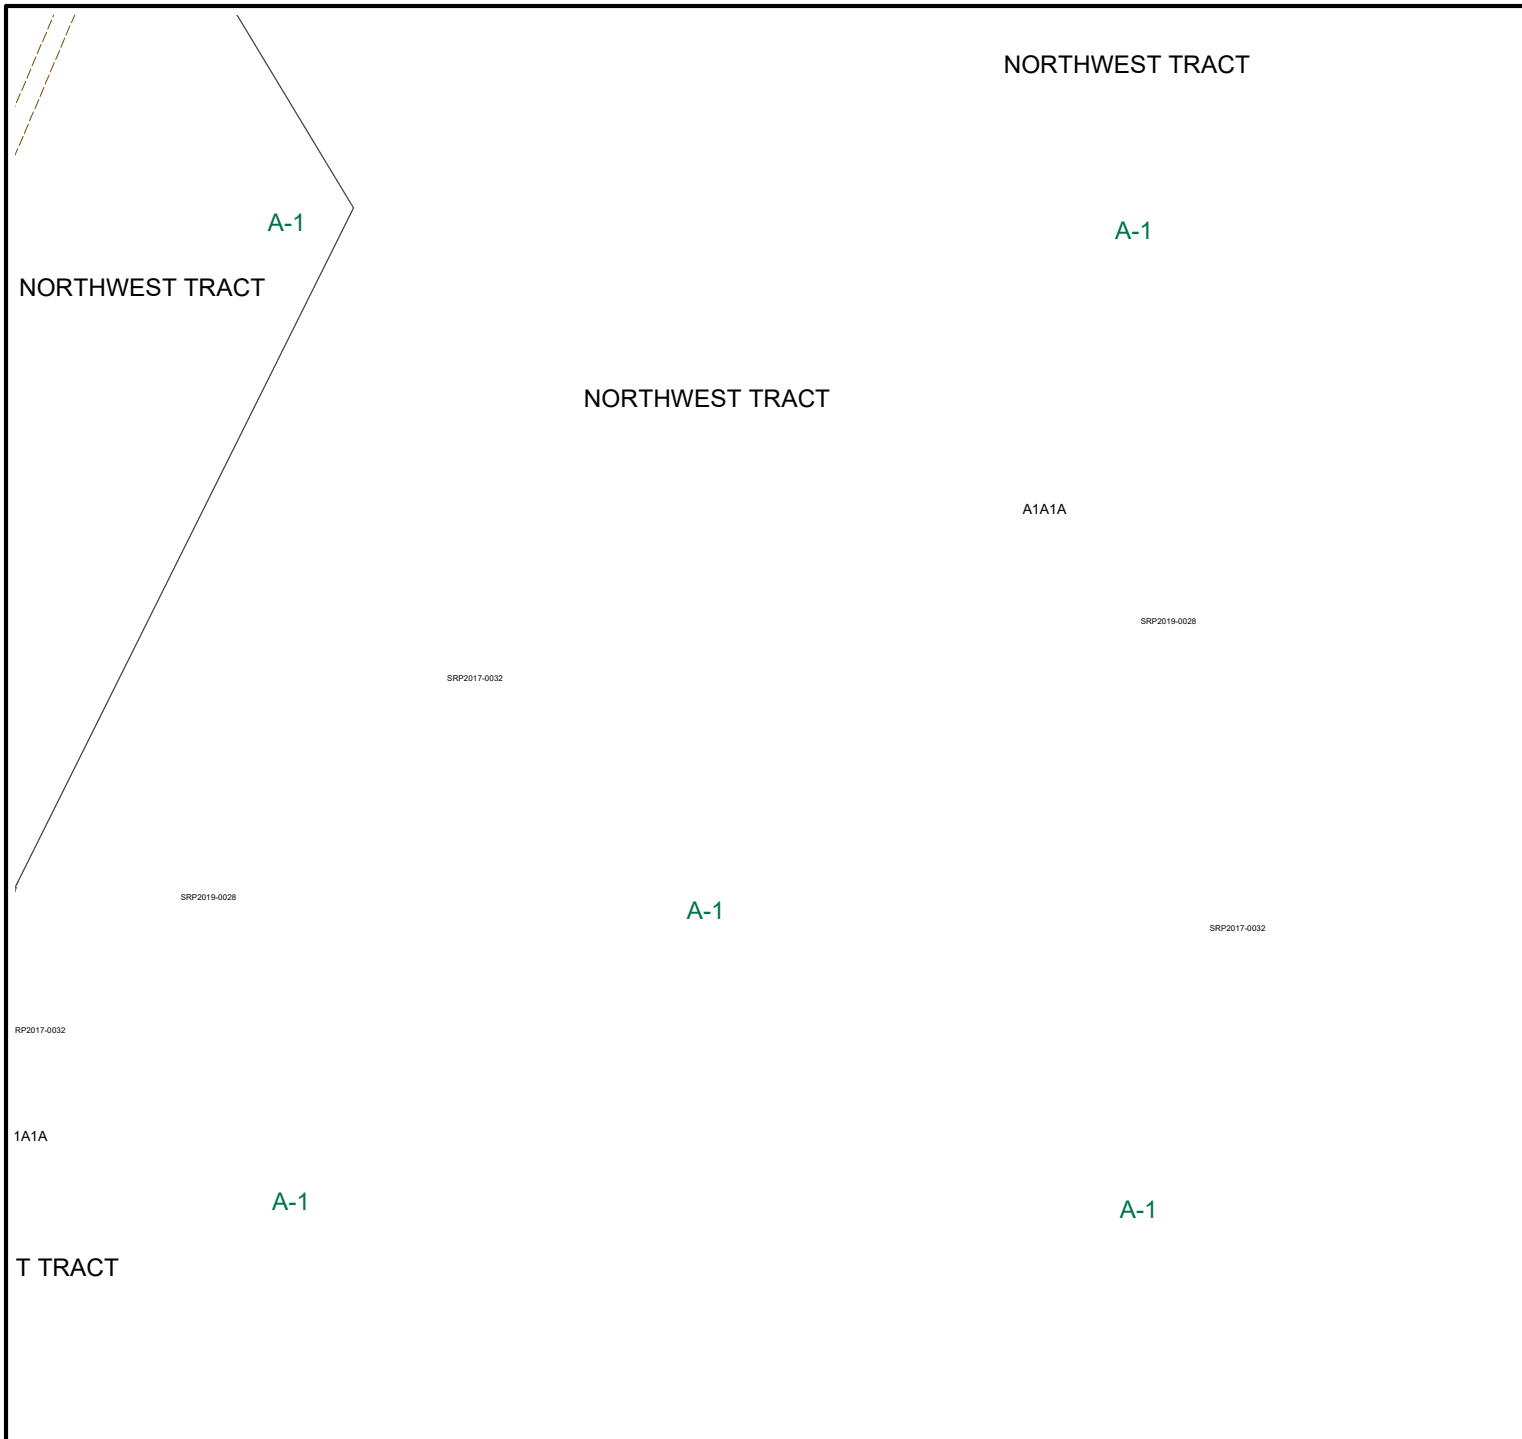 NORTHWEST TRACT
A-1
A-1
NORTHWEST TRACT
NORTHWEST TRACT
A1A1A
SRP2019-0028
SRP2017-0032
SRP2019-0028
A-1
SRP2017-0032
RP2017-0032
1A1A
A-1
A-1
T TRACT